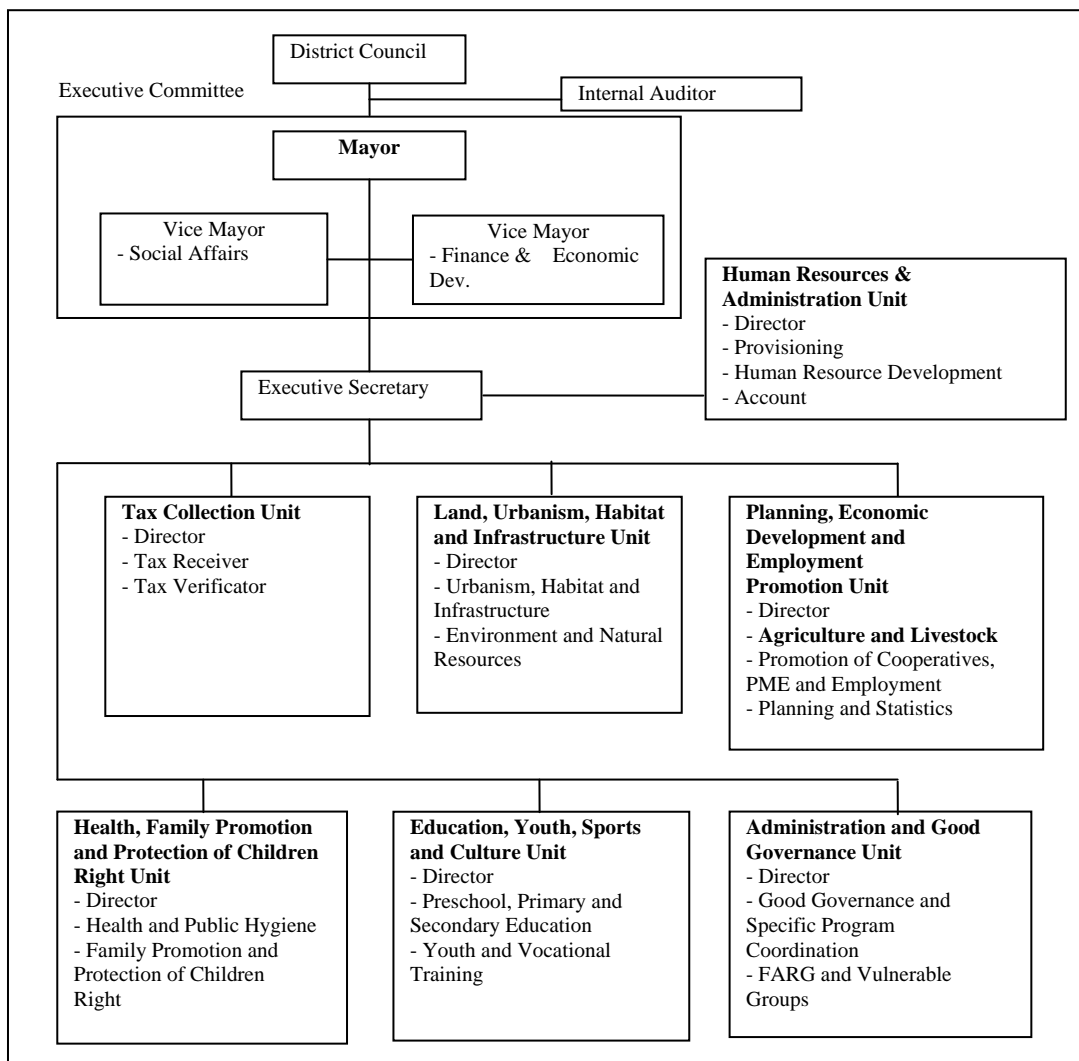 District Council
Executive Committee
Internal Auditor
Mayor
Vice Mayor
- Social Affairs
Vice Mayor
- Finance & Economic
Dev.
Human Resources &
Administration Unit
- Director
- Provisioning
- Human Resource Development
- Account
Executive Secretary
Tax Collection Unit
- Director
- Tax Receiver
- Tax Verificator
Land, Urbanism, Habitat
and Infrastructure Unit
- Director
- Urbanism, Habitat and
Infrastructure
- Environment and Natural
Resources
Planning, Economic
Development and
Employment
Promotion Unit
- Director
- Agriculture and Livestock
- Promotion of Cooperatives,
PME and Employment
- Planning and Statistics
Health, Family Promotion
and Protection of Children
Right Unit
- Director
- Health and Public Hygiene
- Family Promotion and
Protection of Children
Right
Education, Youth, Sports
and Culture Unit
- Director
- Preschool, Primary and
Secondary Education
- Youth and Vocational
Training
Administration and Good
Governance Unit
- Director
- Good Governance and
Specific Program
Coordination
- FARG and Vulnerable
Groups